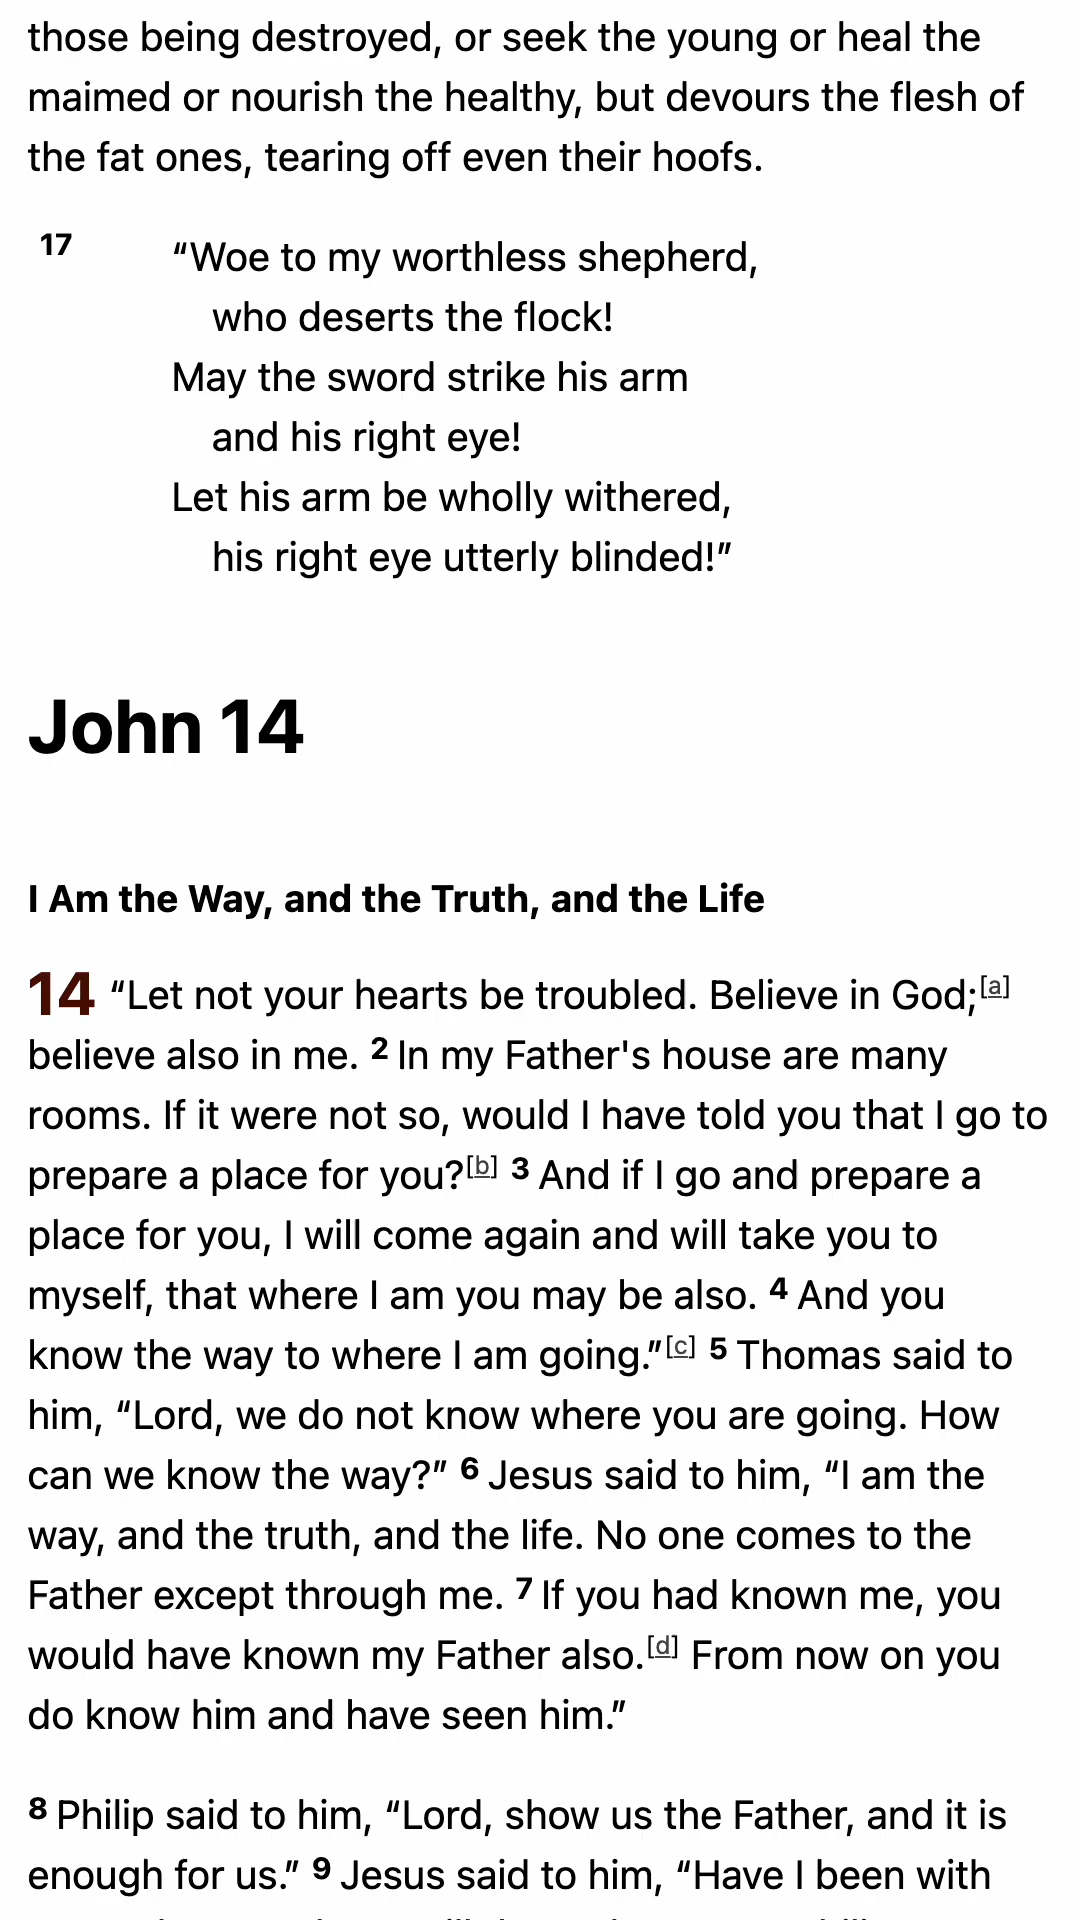 those being destroyed, or seek the young or heal the
maimed or nourish the healthy, but devours the flesh of
the fat ones, tearing off even their hoofs.
17 “Woe to my worthless shepherd,
who deserts the flock!
May the sword strike his arm
and his right eye!
Let his arm be wholly withered,
his right eye utterly blinded!”
John 14
I Am the Way, and the Truth, and the Life
14 “Let not your hearts be troubled. Believe in God;[a]
believe also in me. 2 In my Father's house are many
rooms. If it were not so, would I have told you that I go to
prepare a place for you?[b] 3 And if I go and prepare a
place for you, I will come again and will take you to
myself, that where I am you may be also. 4 And you
know the way to where I am going.”[c] 5 Thomas said to
him, “Lord, we do not know where you are going. How
can we know the way?” 6 Jesus said to him, “I am the
way, and the truth, and the life. No one comes to the
Father except through me. 7 If you had known me, you
would have known my Father also.[d] From now on you
do know him and have seen him.”
8 Philip said to him, “Lord, show us the Father, and it is
enough for us.” 9 Jesus said to him, “Have I been with